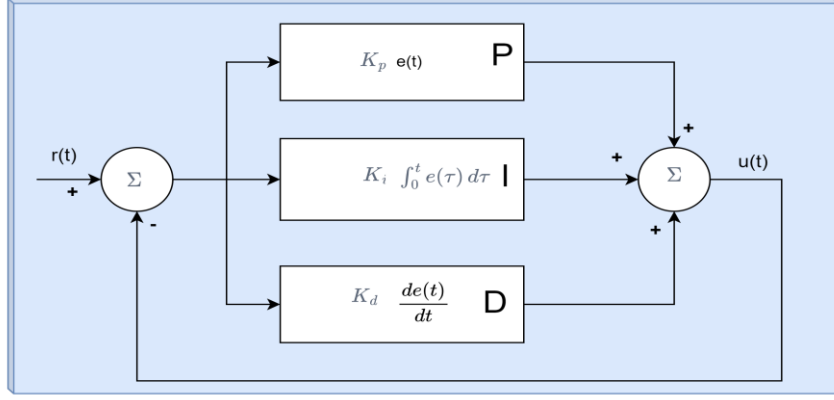 K_p e(t) P
+
r(t)
Σ
K_i ∫_0^t e(τ) dτ I
+
Σ
u(t)
+
-
+
K_d de(t)/dt D